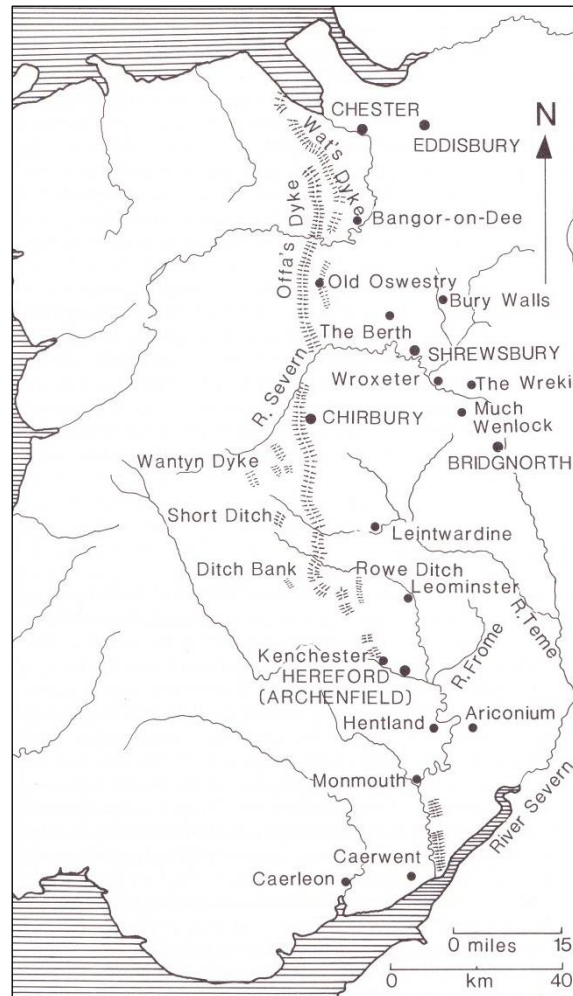 CHESTER
N
EDDISBURY
Wat's Dyke
Offa's Dyke
Bangor-on-Dee
Old Oswestry
Bury Walls
The Berth
SHREWSBURY
R. Severn
Wroxeter
The Wreki
CHIRBURY
Much
Wenlock
BRIDGNORTH
Wantyn Dyke
Short Ditch
Leintwardine
Ditch Bank
Rowe Ditch
Leominster
R. Teme
R. Frome
Kenchester
HEREFORD
(ARCHENFIELD)
Hentland
Ariconium
Monmouth
River Severn
Caerwent
Caerleon
0 miles 15
0 km 40